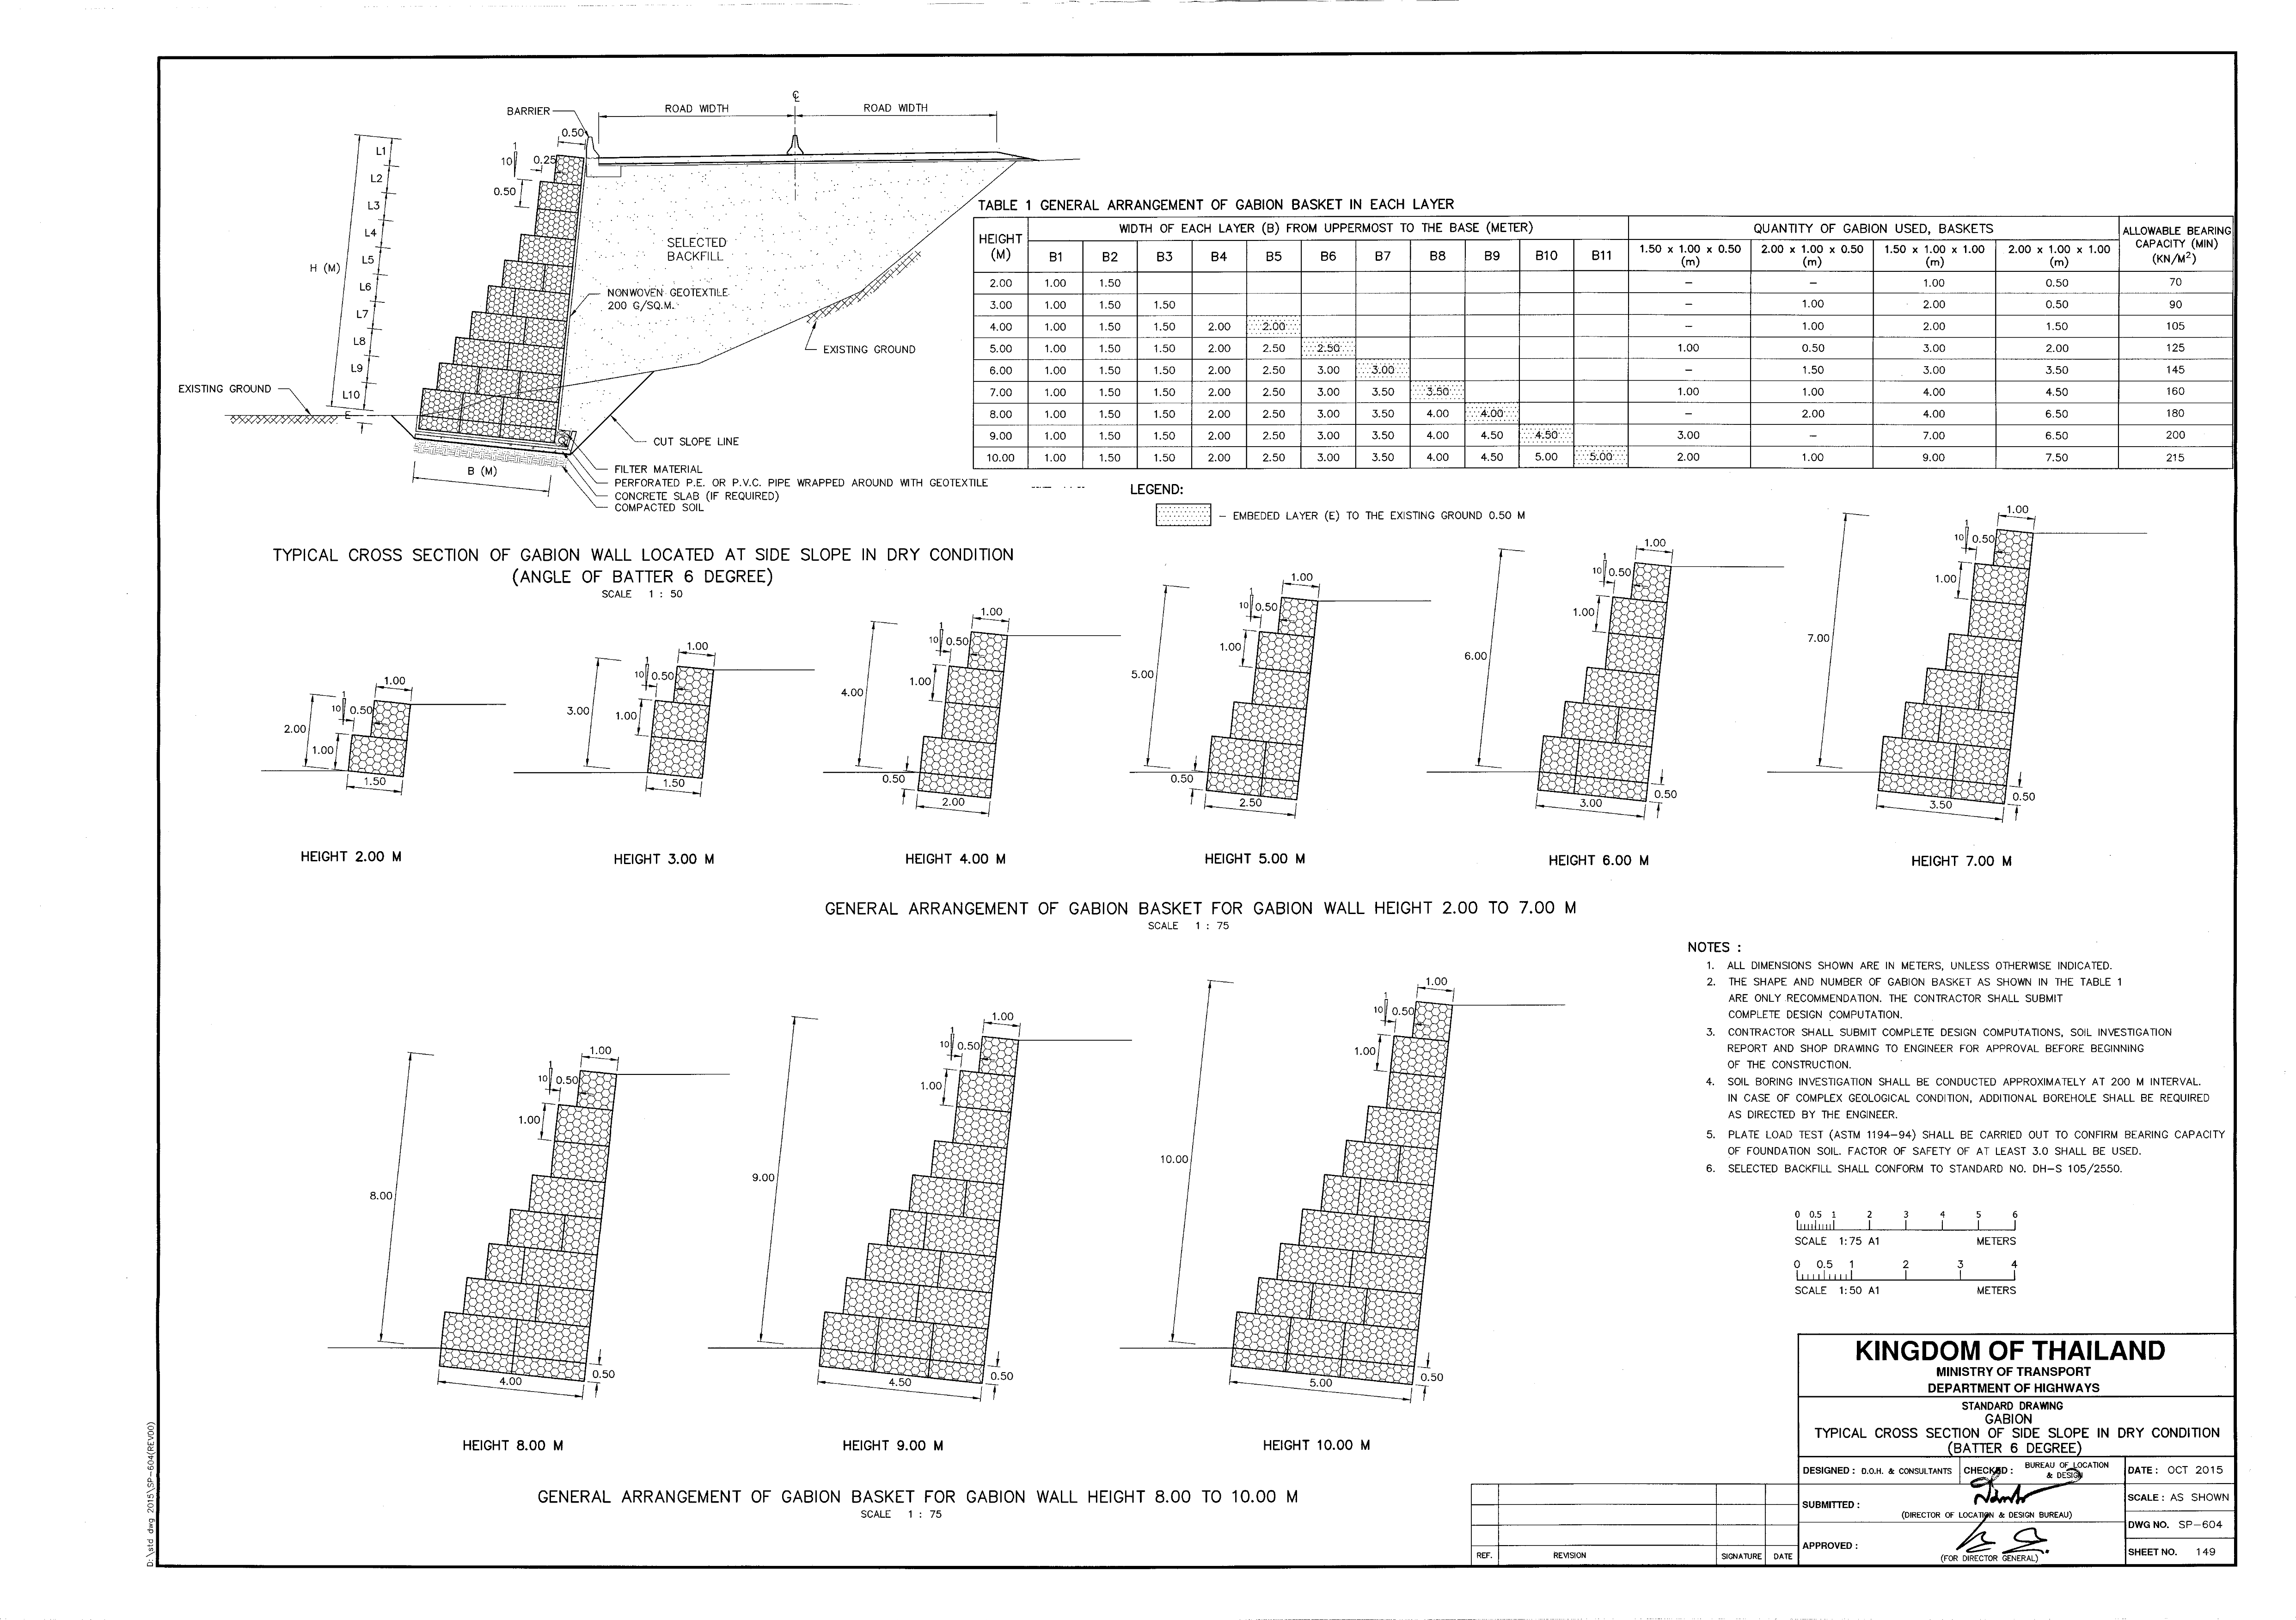 BARRIER
ROAD WIDTH
℄
ROAD WIDTH
0.50
1
10
0.25
0.50
L1
L2
L3
L4
L5
L6
L7
L8
L9
L10
E
H (M)
SELECTED
BACKFILL
NONWOVEN GEOTEXTILE
200 G/SQ.M.
EXISTING GROUND
EXISTING GROUND
CUT SLOPE LINE
B (M)
FILTER MATERIAL
PERFORATED P.E. OR P.V.C. PIPE WRAPPED AROUND WITH GEOTEXTILE
CONCRETE SLAB (IF REQUIRED)
COMPACTED SOIL
TYPICAL CROSS SECTION OF GABION WALL LOCATED AT SIDE SLOPE IN DRY CONDITION
(ANGLE OF BATTER 6 DEGREE)
SCALE 1 : 50
TABLE 1 GENERAL ARRANGEMENT OF GABION BASKET IN EACH LAYER
HEIGHT (M) WIDTH OF EACH LAYER (B) FROM UPPERMOST TO THE BASE (METER) QUANTITY OF GABION USED, BASKETS ALLOWABLE BEARING CAPACITY (MIN) (KN/M²)
B1 B2 B3 B4 B5 B6 B7 B8 B9 B10 B11 1.50 x 1.00 x 0.50 (m) 2.00 x 1.00 x 0.50 (m) 1.50 x 1.00 x 1.00 (m) 2.00 x 1.00 x 1.00 (m)
2.00 1.00 1.50 – – 1.00 0.50 70
3.00 1.00 1.50 1.50 – 1.00 2.00 0.50 90
4.00 1.00 1.50 1.50 2.00 2.00 – 1.00 2.00 1.50 105
5.00 1.00 1.50 1.50 2.00 2.50 2.50 1.00 0.50 3.00 2.00 125
6.00 1.00 1.50 1.50 2.00 2.50 3.00 3.00 – 1.50 3.00 3.50 145
7.00 1.00 1.50 1.50 2.00 2.50 3.00 3.50 3.50 1.00 1.00 4.00 4.50 160
8.00 1.00 1.50 1.50 2.00 2.50 3.00 3.50 4.00 4.00 – 2.00 4.00 6.50 180
9.00 1.00 1.50 1.50 2.00 2.50 3.00 3.50 4.00 4.50 4.50 3.00 – 7.00 6.50 200
10.00 1.00 1.50 1.50 2.00 2.50 3.00 3.50 4.00 4.50 5.00 5.00 2.00 1.00 9.00 7.50 215
LEGEND:
– EMBEDED LAYER (E) TO THE EXISTING GROUND 0.50 M
1.00
1
10 0.50
2.00
1.00
1.50
HEIGHT 2.00 M
1.00
1
10 0.50
3.00
1.00
1.50
HEIGHT 3.00 M
1.00
1
10 0.50
4.00
1.00
0.50
2.00
HEIGHT 4.00 M
1.00
1
10 0.50
5.00
1.00
0.50
2.50
HEIGHT 5.00 M
1.00
1
10 0.50
6.00
1.00
0.50
3.00
HEIGHT 6.00 M
1.00
1
10 0.50
7.00
1.00
0.50
3.50
HEIGHT 7.00 M
GENERAL ARRANGEMENT OF GABION BASKET FOR GABION WALL HEIGHT 2.00 TO 7.00 M
SCALE 1 : 75
1.00
1
10 0.50
1.00
8.00
0.50
4.00
HEIGHT 8.00 M
1.00
1
10 0.50
1.00
9.00
0.50
4.50
HEIGHT 9.00 M
1.00
1
10 0.50
1.00
10.00
0.50
5.00
HEIGHT 10.00 M
GENERAL ARRANGEMENT OF GABION BASKET FOR GABION WALL HEIGHT 8.00 TO 10.00 M
SCALE 1 : 75
NOTES :
1. ALL DIMENSIONS SHOWN ARE IN METERS, UNLESS OTHERWISE INDICATED.
2. THE SHAPE AND NUMBER OF GABION BASKET AS SHOWN IN THE TABLE 1
ARE ONLY RECOMMENDATION. THE CONTRACTOR SHALL SUBMIT
COMPLETE DESIGN COMPUTATION.
3. CONTRACTOR SHALL SUBMIT COMPLETE DESIGN COMPUTATIONS, SOIL INVESTIGATION
REPORT AND SHOP DRAWING TO ENGINEER FOR APPROVAL BEFORE BEGINNING
OF THE CONSTRUCTION.
4. SOIL BORING INVESTIGATION SHALL BE CONDUCTED APPROXIMATELY AT 200 M INTERVAL.
IN CASE OF COMPLEX GEOLOGICAL CONDITION, ADDITIONAL BOREHOLE SHALL BE REQUIRED
AS DIRECTED BY THE ENGINEER.
5. PLATE LOAD TEST (ASTM 1194–94) SHALL BE CARRIED OUT TO CONFIRM BEARING CAPACITY
OF FOUNDATION SOIL. FACTOR OF SAFETY OF AT LEAST 3.0 SHALL BE USED.
6. SELECTED BACKFILL SHALL CONFORM TO STANDARD NO. DH–S 105/2550.
0 0.5 1 2 3 4 5 6
SCALE 1:75 A1 METERS
0 0.5 1 2 3 4
SCALE 1:50 A1 METERS
KINGDOM OF THAILAND
MINISTRY OF TRANSPORT
DEPARTMENT OF HIGHWAYS
STANDARD DRAWING
GABION
TYPICAL CROSS SECTION OF SIDE SLOPE IN DRY CONDITION
(BATTER 6 DEGREE)
DESIGNED : D.O.H. & CONSULTANTS CHECKED : BUREAU OF LOCATION & DESIGN DATE : OCT 2015
SUBMITTED : (DIRECTOR OF LOCATION & DESIGN BUREAU) SCALE : AS SHOWN
DWG NO. SP–604
APPROVED : (FOR DIRECTOR GENERAL) SHEET NO. 149
REF. REVISION SIGNATURE DATE
D:\std dwg 2015\SP–604(REV00)